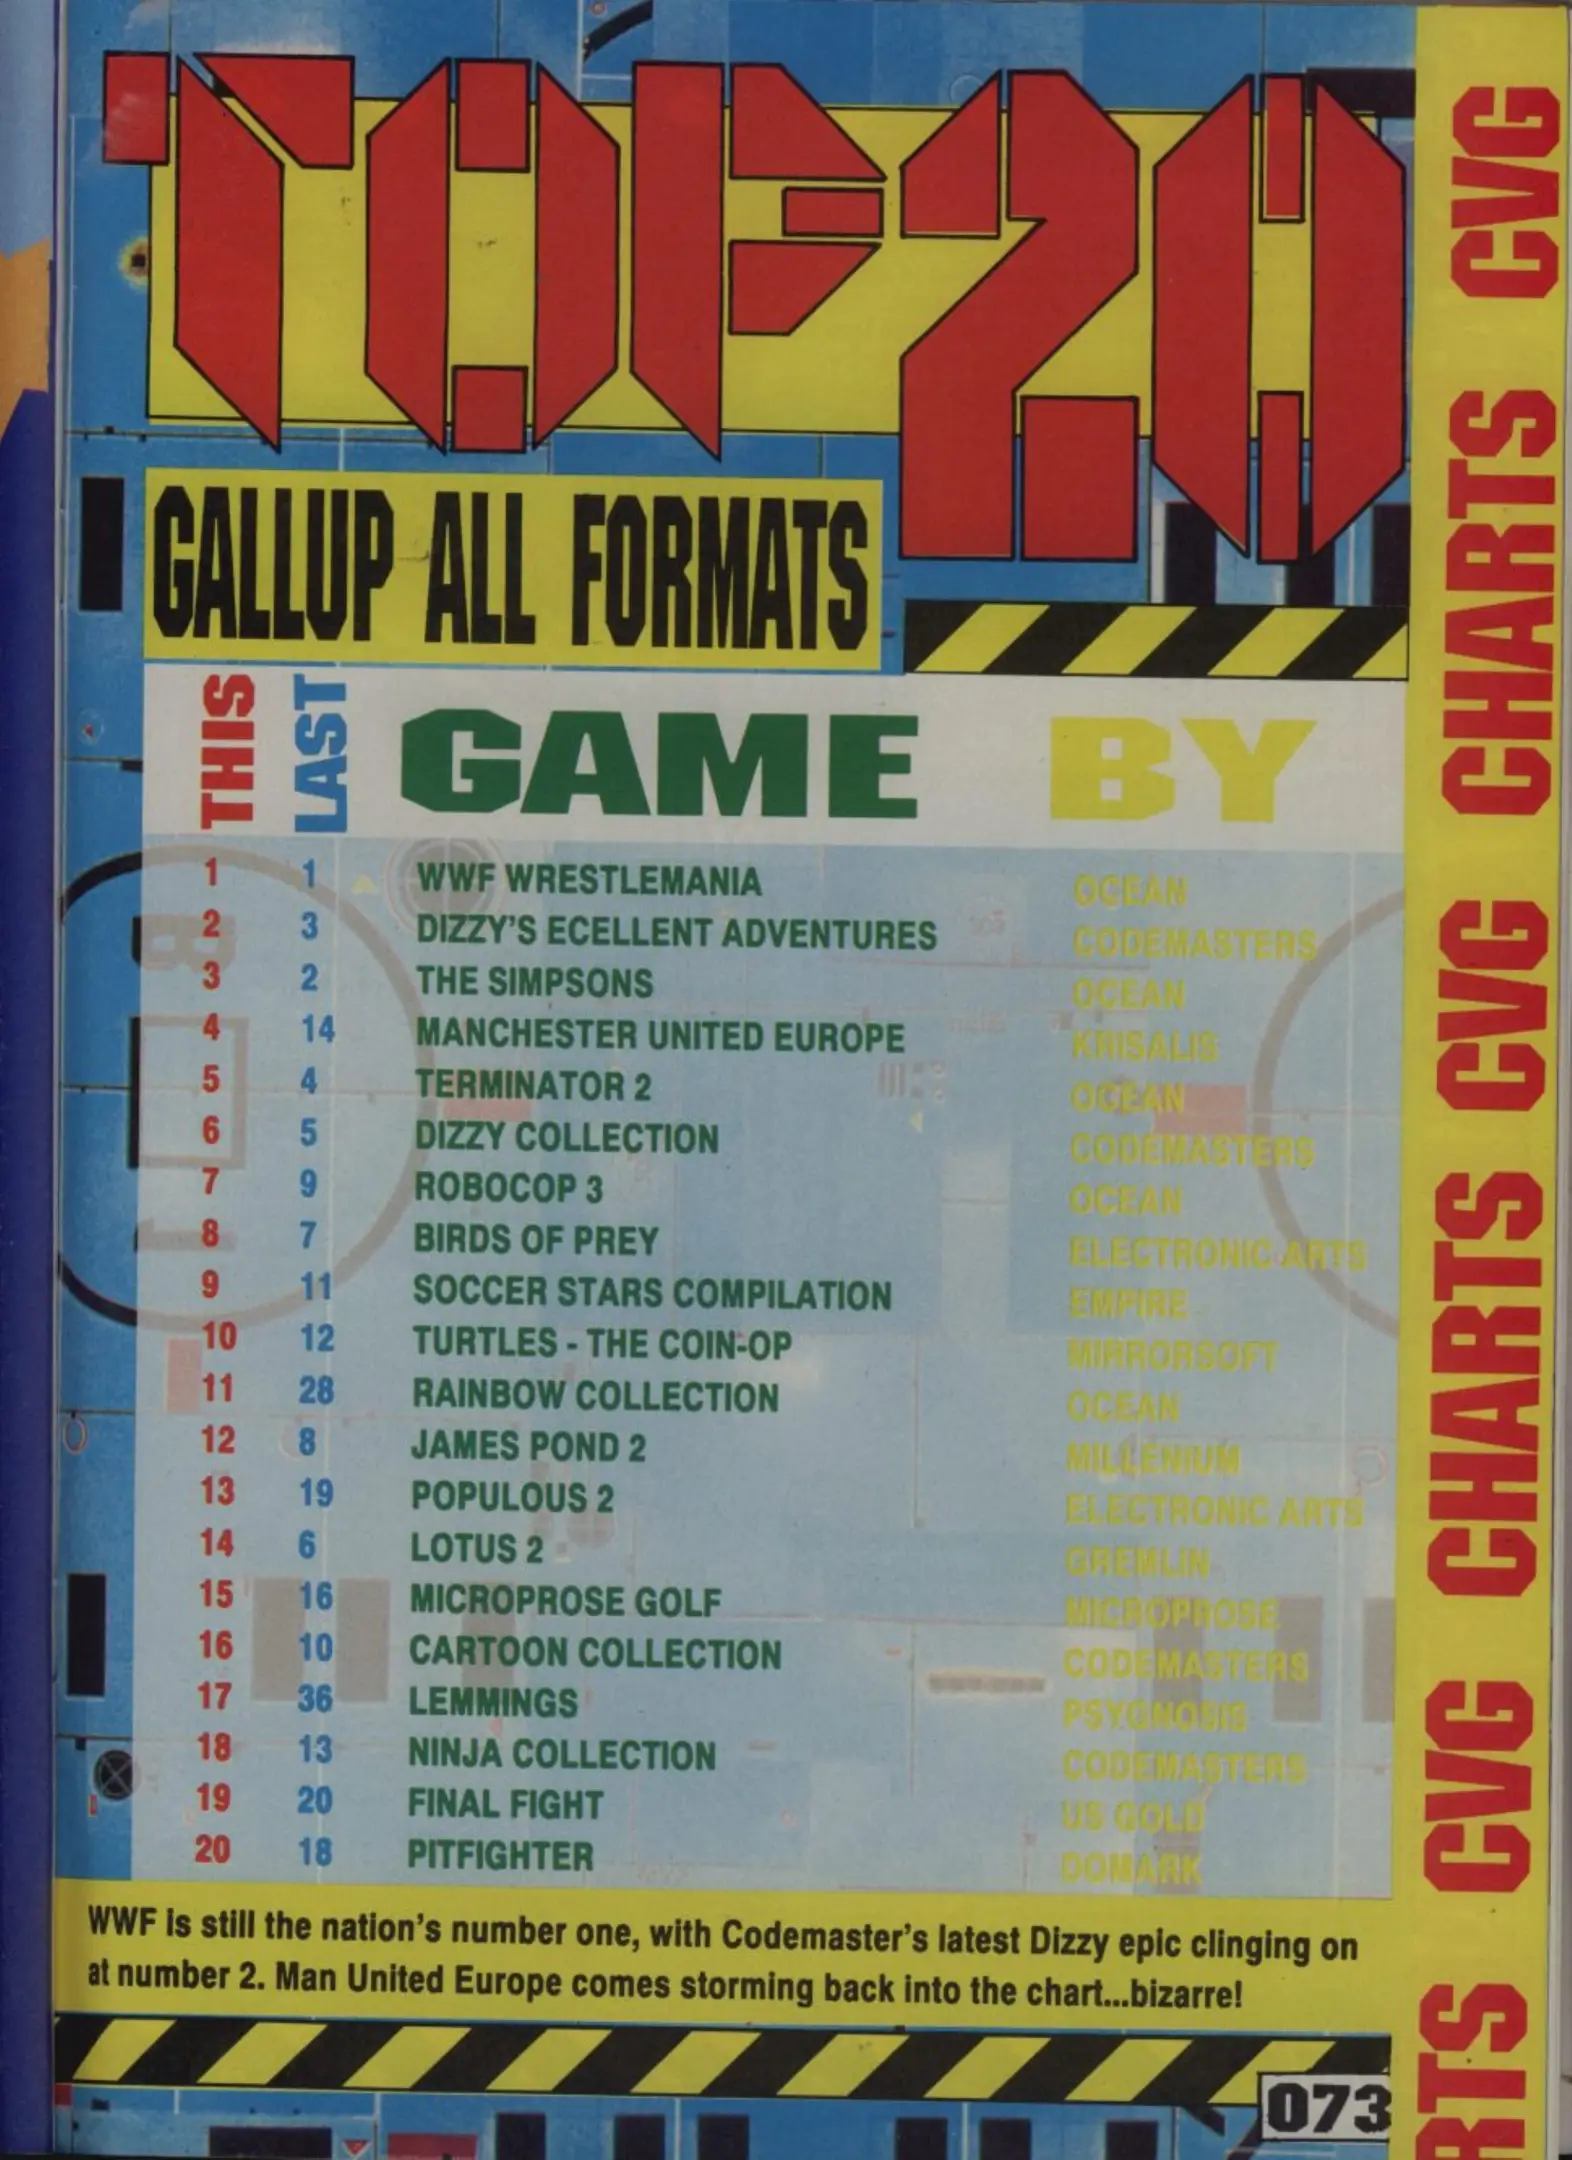 TOP 20
GALLUP ALL FORMATS
THIS LAST GAME BY
1 1 WWF WRESTLEMANIA OCEAN
2 3 DIZZY'S ECELLENT ADVENTURES CODEMASTERS
3 2 THE SIMPSONS OCEAN
4 14 MANCHESTER UNITED EUROPE KRISALIS
5 4 TERMINATOR 2 OCEAN
6 5 DIZZY COLLECTION CODEMASTERS
7 9 ROBOCOP 3 OCEAN
8 7 BIRDS OF PREY ELECTRONIC ARTS
9 11 SOCCER STARS COMPILATION EMPIRE
10 12 TURTLES - THE COIN-OP MIRRORSOFT
11 28 RAINBOW COLLECTION OCEAN
12 8 JAMES POND 2 MILLENIUM
13 19 POPULOUS 2 ELECTRONIC ARTS
14 6 LOTUS 2 GREMLIN
15 16 MICROPROSE GOLF MICROPROSE
16 10 CARTOON COLLECTION CODEMASTERS
17 36 LEMMINGS PSYGNOSIS
18 13 NINJA COLLECTION CODEMASTERS
19 20 FINAL FIGHT US GOLD
20 18 PITFIGHTER DOMARK
WWF is still the nation's number one, with Codemaster's latest Dizzy epic clinging on
at number 2. Man United Europe comes storming back into the chart...bizarre!
073
RTS CVG CHARTS CVG CHARTS CVG